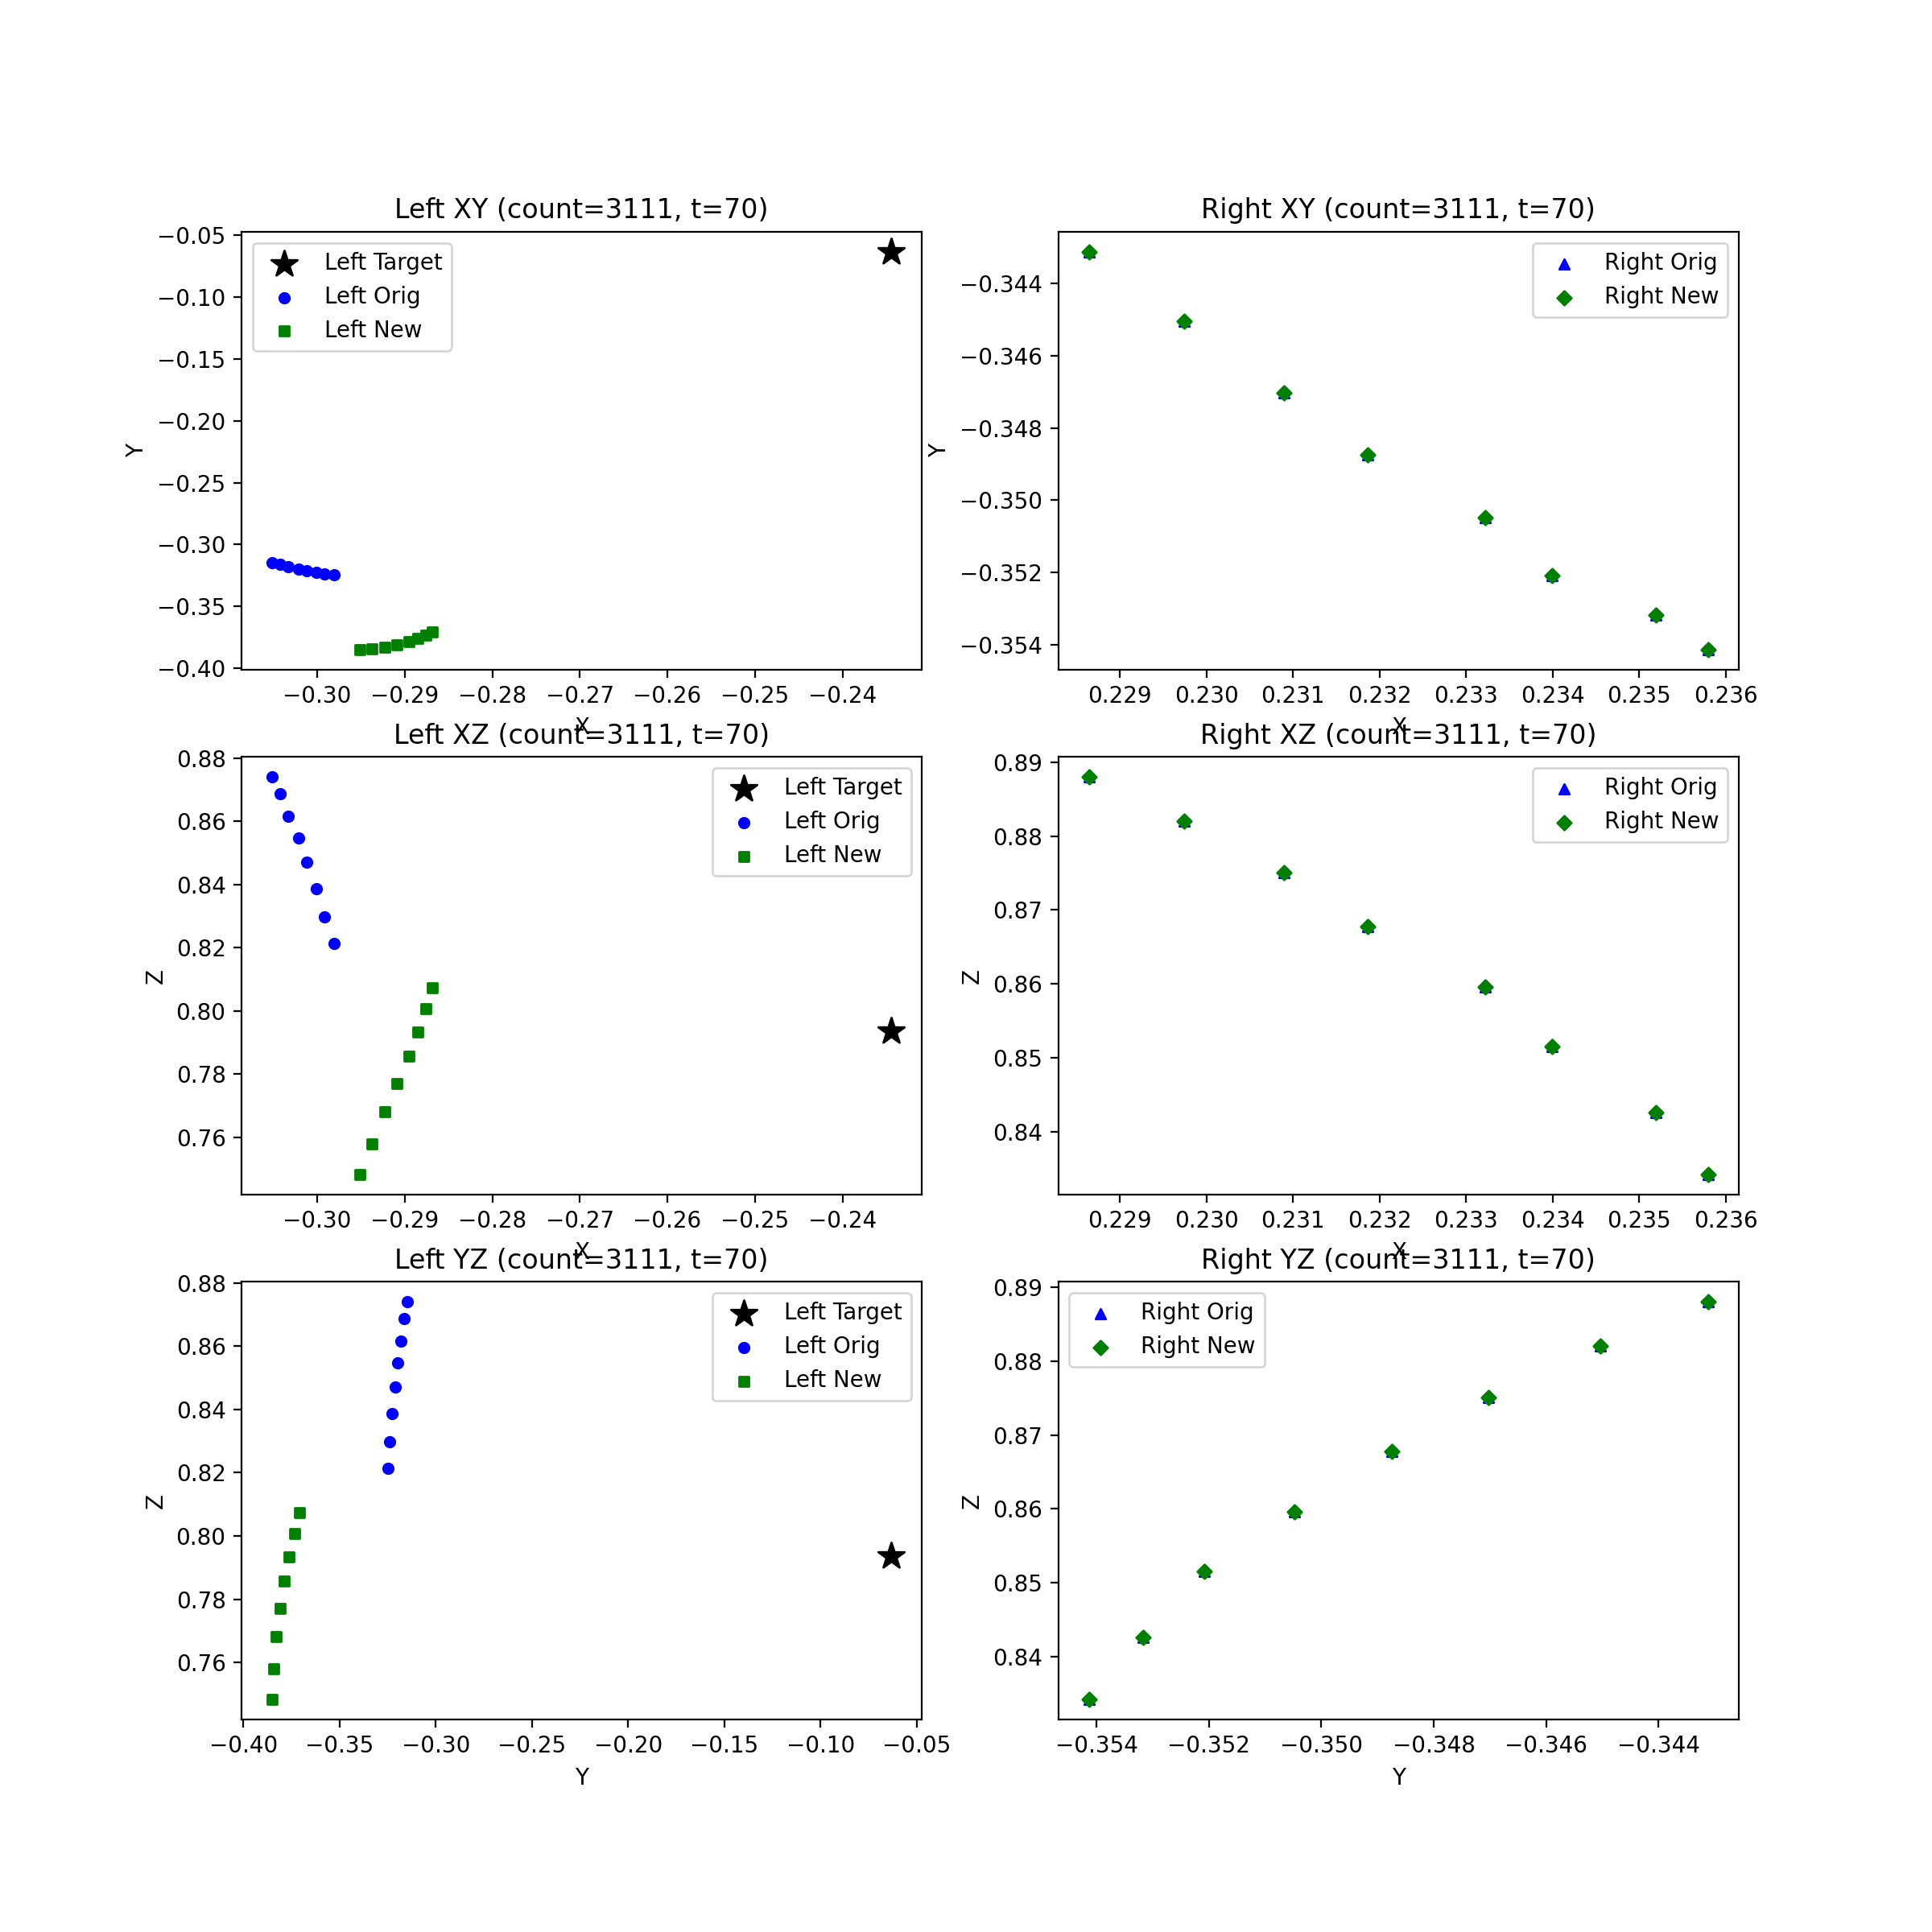 Left XY (count=3111, t=70)
−0.05
−0.10
−0.15
−0.20
−0.25
−0.30
−0.35
−0.40
Y
Left Target
Left Orig
Left New
−0.30 −0.29 −0.28 −0.27 −0.26 −0.25 −0.24
X
Right XY (count=3111, t=70)
−0.344
−0.346
−0.348
−0.350
−0.352
−0.354
Y
Right Orig
Right New
0.229 0.230 0.231 0.232 0.233 0.234 0.235 0.236
X
Left XZ (count=3111, t=70)
0.88
0.86
0.84
0.82
0.80
0.78
0.76
Z
Left Target
Left Orig
Left New
−0.30 −0.29 −0.28 −0.27 −0.26 −0.25 −0.24
X
Right XZ (count=3111, t=70)
0.89
0.88
0.87
0.86
0.85
0.84
Z
Right Orig
Right New
0.229 0.230 0.231 0.232 0.233 0.234 0.235 0.236
X
Left YZ (count=3111, t=70)
0.88
0.86
0.84
0.82
0.80
0.78
0.76
Z
Left Target
Left Orig
Left New
−0.40 −0.35 −0.30 −0.25 −0.20 −0.15 −0.10 −0.05
Y
Right YZ (count=3111, t=70)
0.89
0.88
0.87
0.86
0.85
0.84
Z
Right Orig
Right New
−0.354 −0.352 −0.350 −0.348 −0.346 −0.344
Y